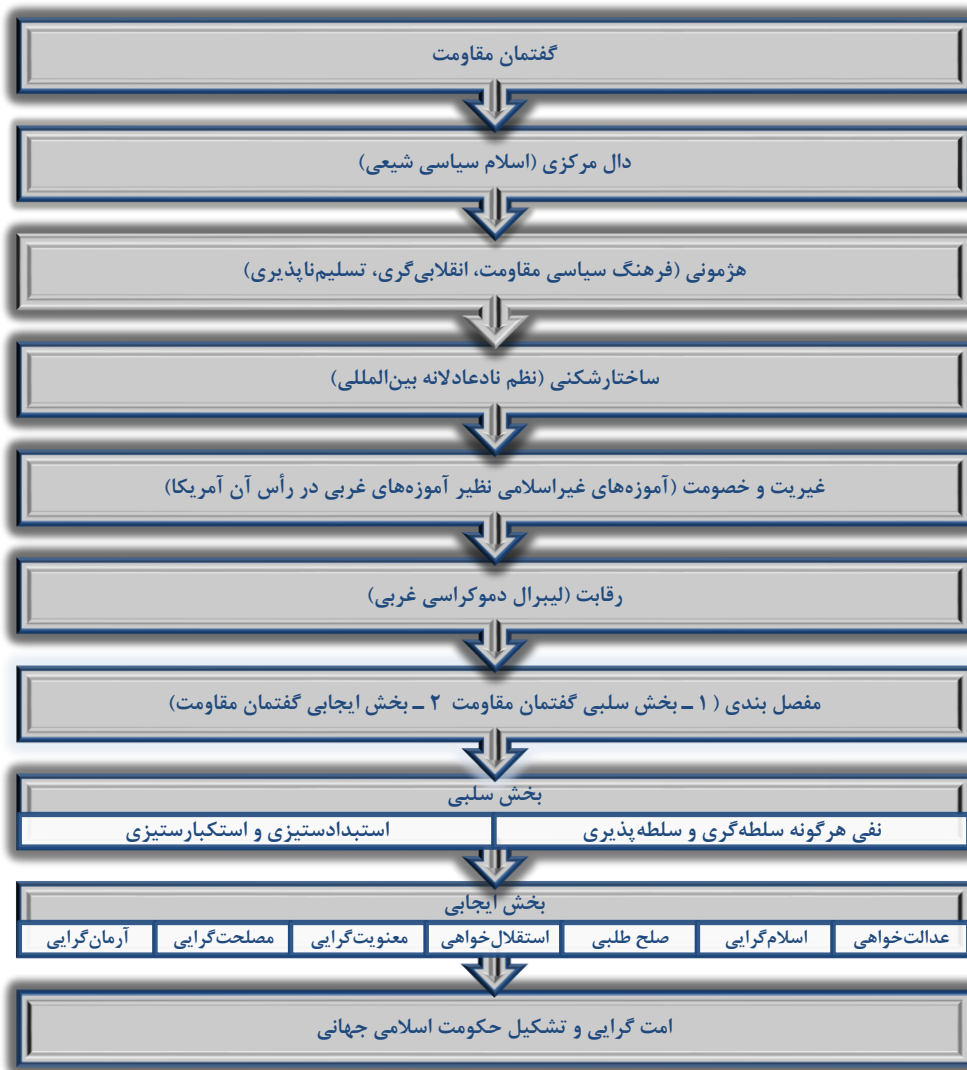 گفتمان مقاومت
دال مرکزی (اسلام سیاسی شیعی)
هژمونی (فرهنگ سیاسی مقاومت، انقلابی‌گری، تسلیم‌ناپذیری)
ساختارشکنی (نظم نادعادلانه بین‌المللی)
غیریت و خصومت (آموزه‌های غیراسلامی نظیر آموزه‌های غربی در رأس آن آمریکا)
رقابت (لیبرال دموکراسی غربی)
مفصل بندی ( ۱ ـ بخش سلبی گفتمان مقاومت ۲ ـ بخش ایجابی گفتمان مقاومت)
بخش سلبی
نفی هرگونه سلطه‌گری و سلطه‌پذیری
استبدادستیزی و استکبارستیزی
بخش ایجابی
عدالت‌خواهی
اسلام‌گرایی
صلح طلبی
استقلال‌خواهی
معنویت‌گرایی
مصلحت‌گرایی
آرمان‌گرایی
امت گرایی و تشکیل حکومت اسلامی جهانی